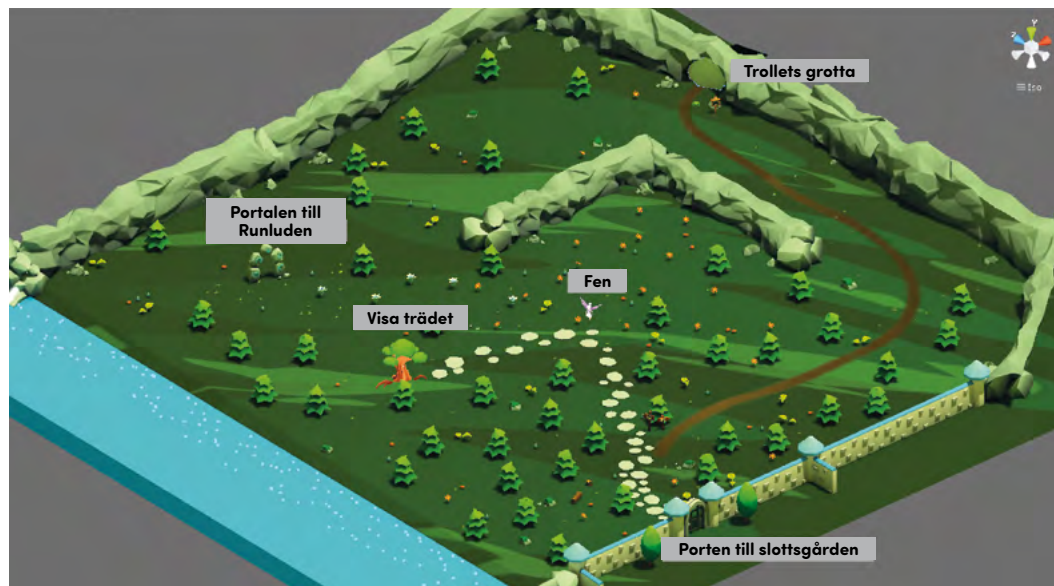 Trollets grotta
Portalen till
Runluden
Fen
Visa trädet
Porten till slottsgården
Y
Z
Iso